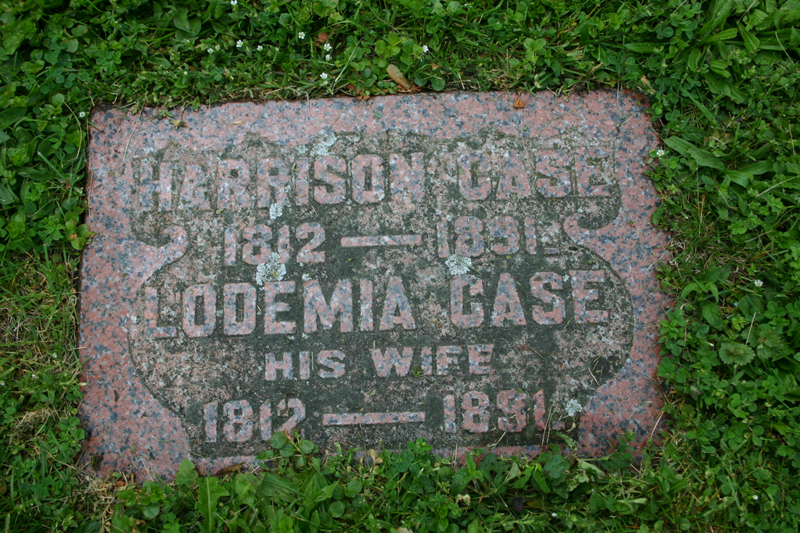 HARRISON CASE
1812 — 1891
LODEMIA CASE
HIS WIFE
1812 — 1891